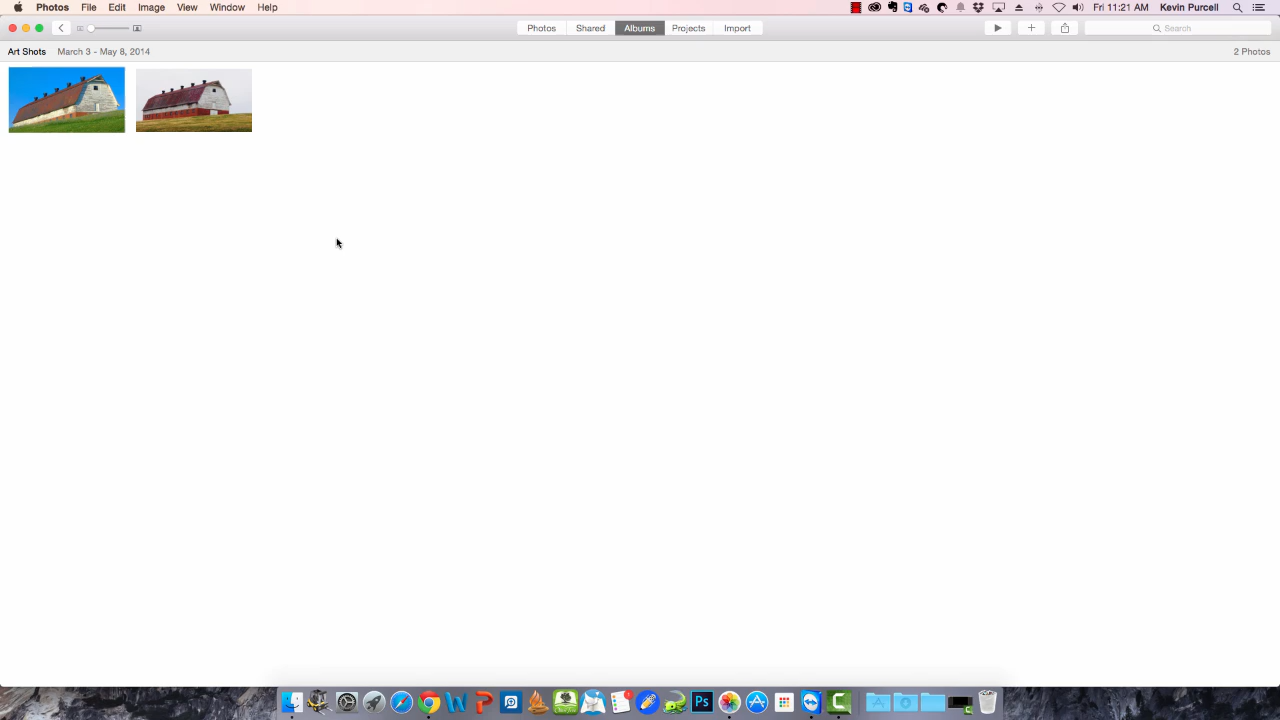 Photos File Edit Image View Window Help Fri 11:21 AM Kevin Purcell
Photos Shared Albums Projects Import Search
Art Shots March 3 - May 8, 2014 2 Photos
W P Ps